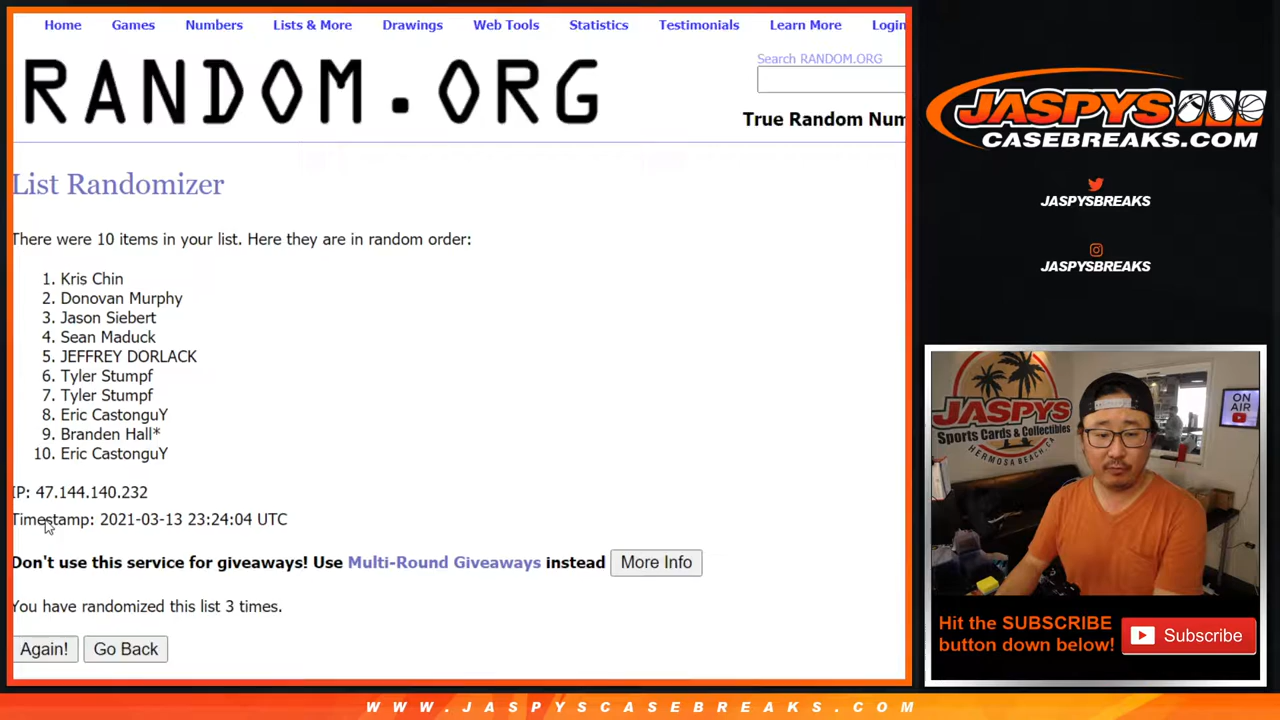 Home Games Numbers Lists & More Drawings Web Tools Statistics Testimonials Learn More Login
RANDOM.ORG
Search RANDOM.ORG
True Random Num
List Randomizer
There were 10 items in your list. Here they are in random order:
1. Kris Chin
2. Donovan Murphy
3. Jason Siebert
4. Sean Maduck
5. JEFFREY DORLACK
6. Tyler Stumpf
7. Tyler Stumpf
8. Eric CastonguY
9. Branden Hall*
10. Eric CastonguY
IP: 47.144.140.232
Timestamp: 2021-03-13 23:24:04 UTC
Don't use this service for giveaways! Use Multi-Round Giveaways instead More Info
You have randomized this list 3 times.
Again! Go Back
JASPYS
CASEBREAKS.COM
JASPYSBREAKS
JASPYSBREAKS
JASPYS
Sports Cards & Collectibles
HERMOSA BEACH, CA
ON
AIR
Hit the SUBSCRIBE
button down below!
Subscribe
WWW.JASPYSCASEBREAKS.COM